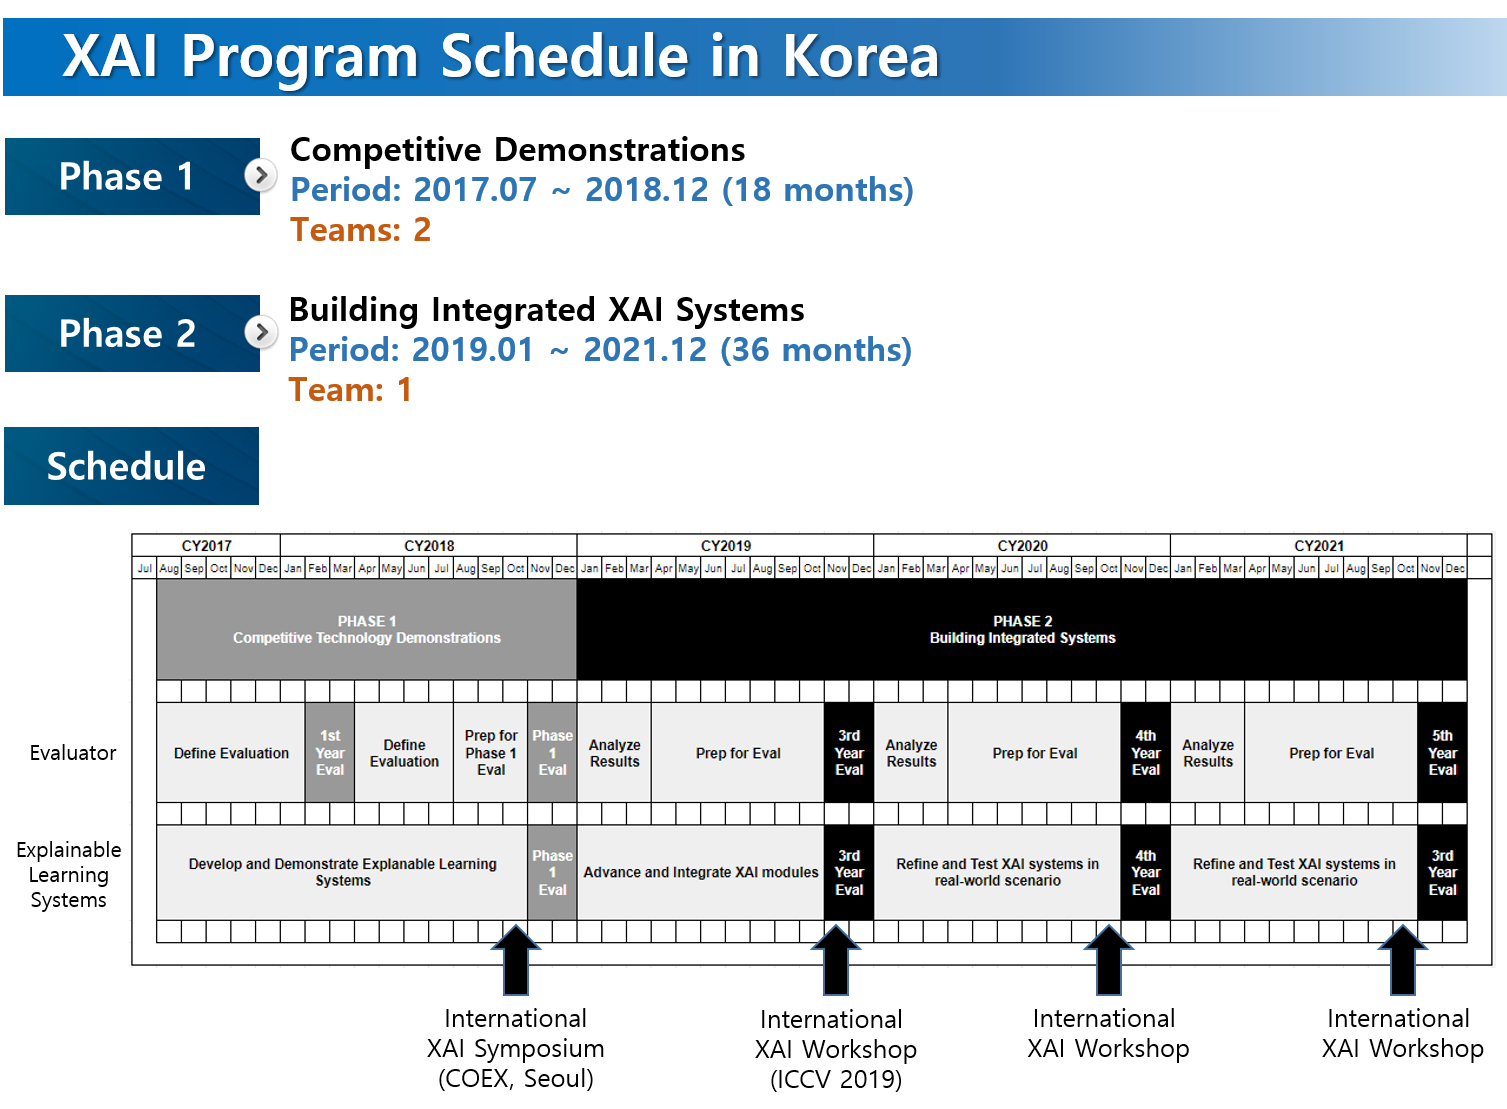 XAI Program Schedule in Korea
Phase 1
Competitive Demonstrations
Period: 2017.07 ~ 2018.12 (18 months)
Teams: 2
Phase 2
Building Integrated XAI Systems
Period: 2019.01 ~ 2021.12 (36 months)
Team: 1
Schedule
CY2017 CY2018 CY2019 CY2020 CY2021
Jul Aug Sep Oct Nov Dec Jan Feb Mar Apr May Jun Jul Aug Sep Oct Nov Dec Jan Feb Mar Apr May Jun Jul Aug Sep Oct Nov Dec Jan Feb Mar Apr May Jun Jul Aug Sep Oct Nov Dec Jan Feb Mar Apr May Jun Jul Aug Sep Oct Nov Dec
PHASE 1
Competitive Technology Demonstrations
PHASE 2
Building Integrated Systems
Evaluator
Define Evaluation
1st
Year
Eval
Define
Evaluation
Prep for
Phase 1
Eval
Phase
1
Eval
Analyze
Results
Prep for Eval
3rd
Year
Eval
Analyze
Results
Prep for Eval
4th
Year
Eval
Analyze
Results
Prep for Eval
5th
Year
Eval
Explainable
Learning
Systems
Develop and Demonstrate Explanable Learning
Systems
Phase
1
Eval
Advance and Integrate XAI modules
3rd
Year
Eval
Refine and Test XAI systems in
real-world scenario
4th
Year
Eval
Refine and Test XAI systems in
real-world scenario
3rd
Year
Eval
International
XAI Symposium
(COEX, Seoul)
International
XAI Workshop
(ICCV 2019)
International
XAI Workshop
International
XAI Workshop